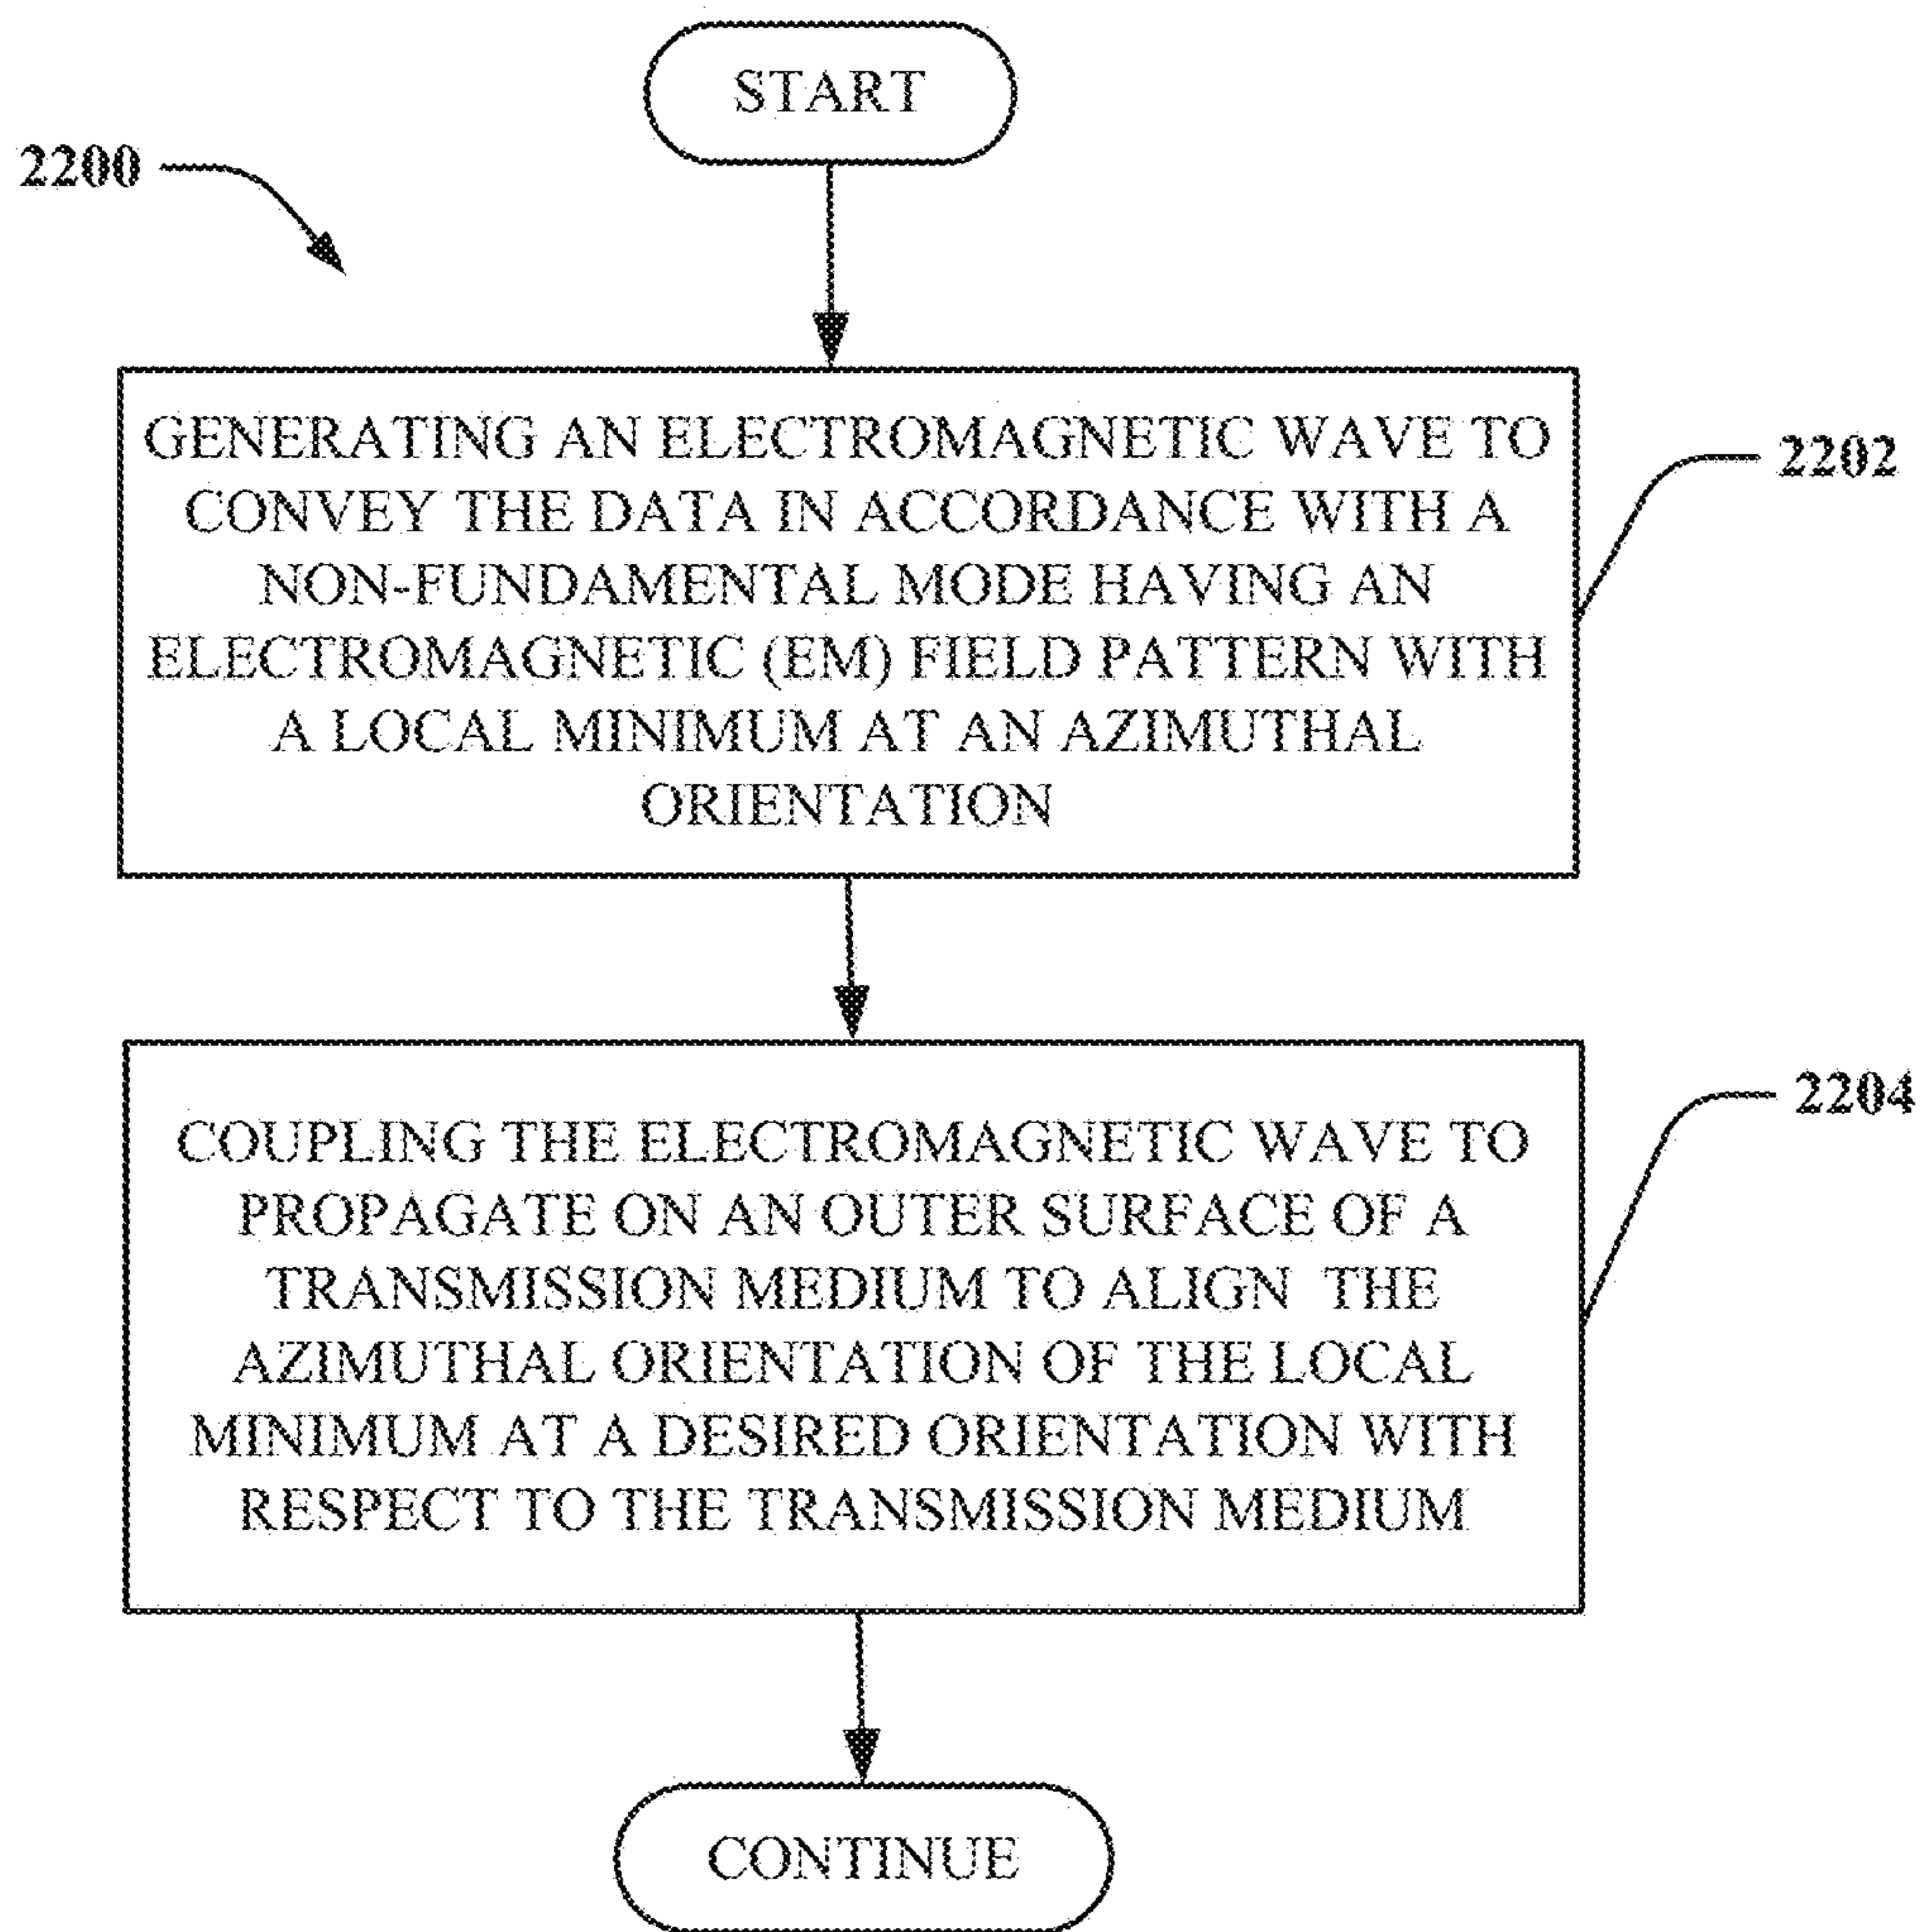 START
2200
GENERATING AN ELECTROMAGNETIC WAVE TO
CONVEY THE DATA IN ACCORDANCE WITH A
NON-FUNDAMENTAL MODE HAVING AN
ELECTROMAGNETIC (EM) FIELD PATTERN WITH
A LOCAL MINIMUM AT AN AZIMUTHAL
ORIENTATION
2202
COUPLING THE ELECTROMAGNETIC WAVE TO
PROPAGATE ON AN OUTER SURFACE OF A
TRANSMISSION MEDIUM TO ALIGN THE
AZIMUTHAL ORIENTATION OF THE LOCAL
MINIMUM AT A DESIRED ORIENTATION WITH
RESPECT TO THE TRANSMISSION MEDIUM
2204
CONTINUE